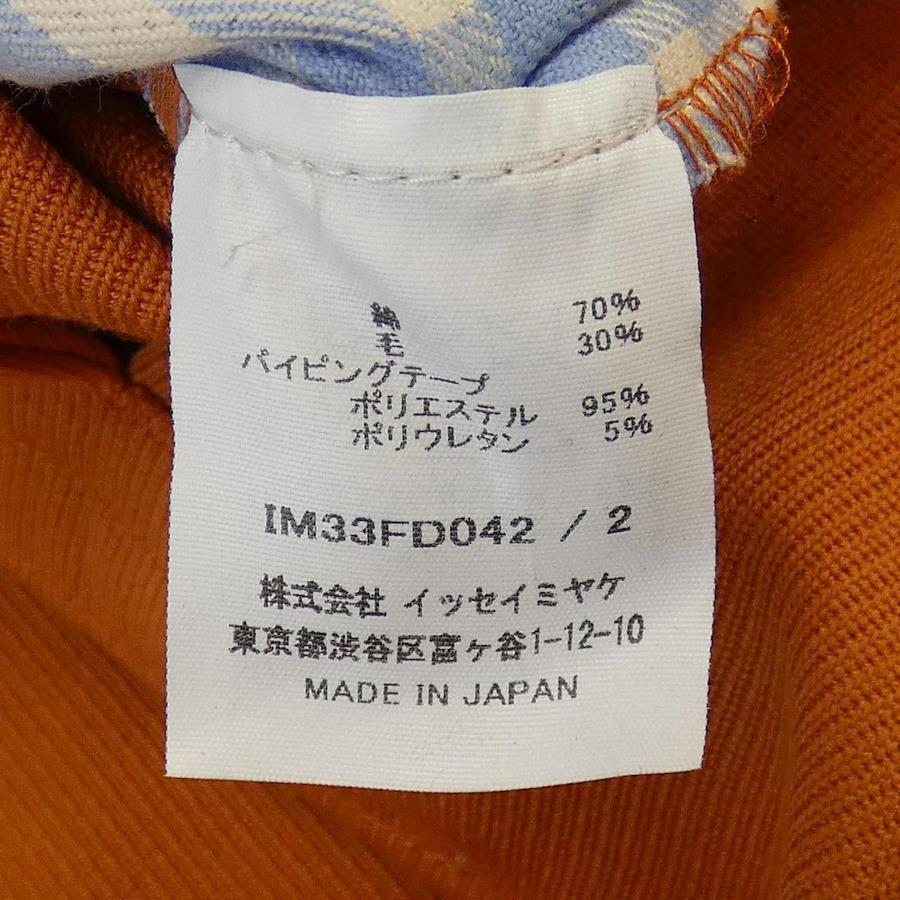 綿 70%
毛 30%
パイピングテープ
ポリエステル 95%
ポリウレタン 5%
IM33FD042 / 2
株式会社 イッセイミヤケ
東京都渋谷区富ヶ谷1-12-10
MADE IN JAPAN